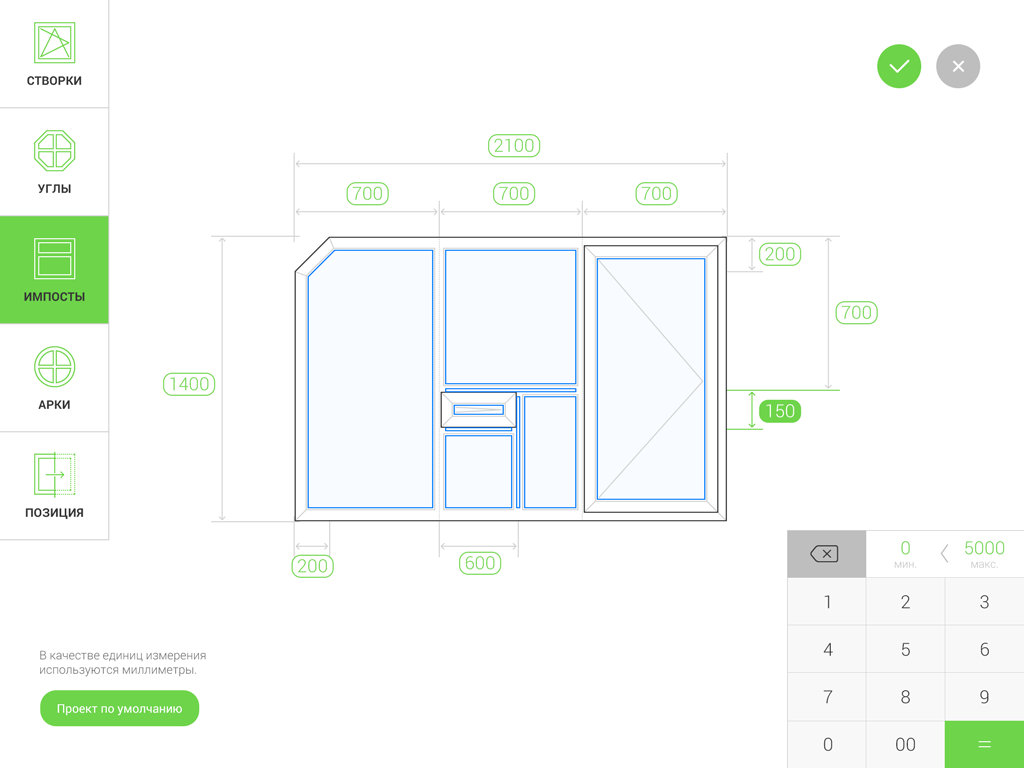 СТВОРКИ
УГЛЫ
ИМПОСТЫ
АРКИ
ПОЗИЦИЯ
2100
700 700 700
200
700
1400
150
200 600
В качестве единиц измерения
используются миллиметры.
Проект по умолчанию
0 5000
мин. макс.
1 2 3
4 5 6
7 8 9
0 00 =